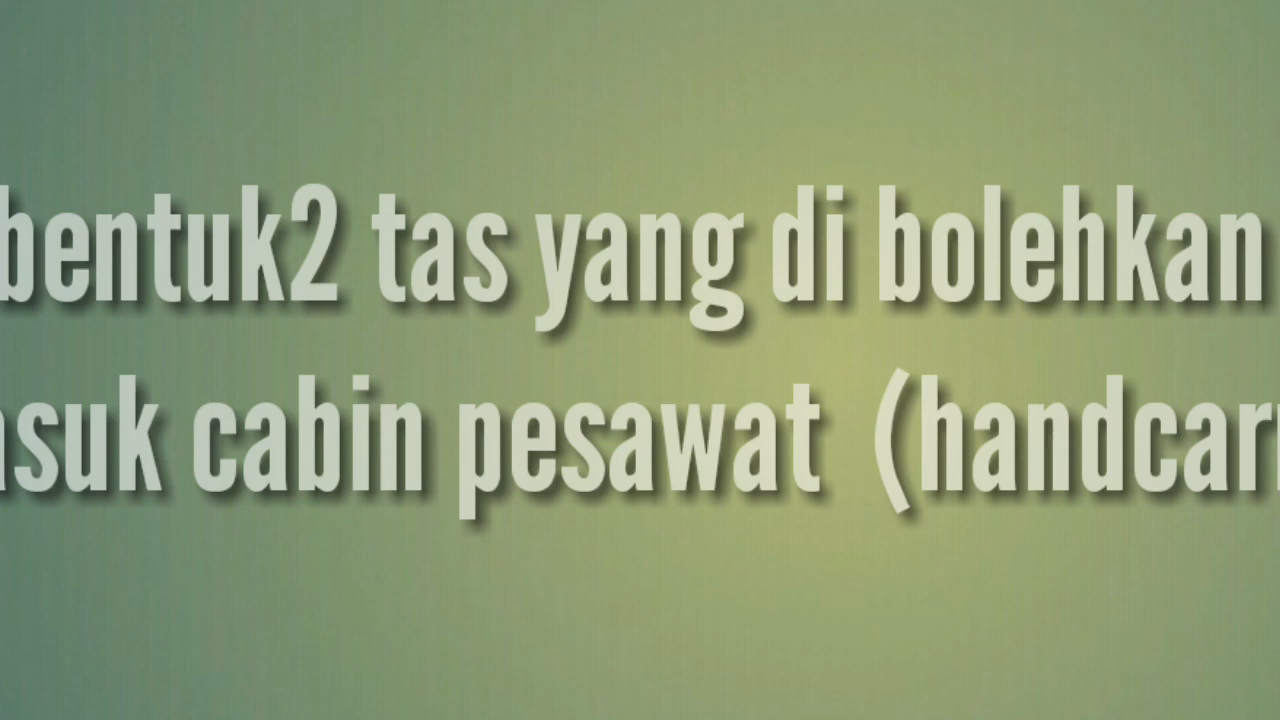 bentuk2 tas yang di bolehkan
asuk cabin pesawat (handcar